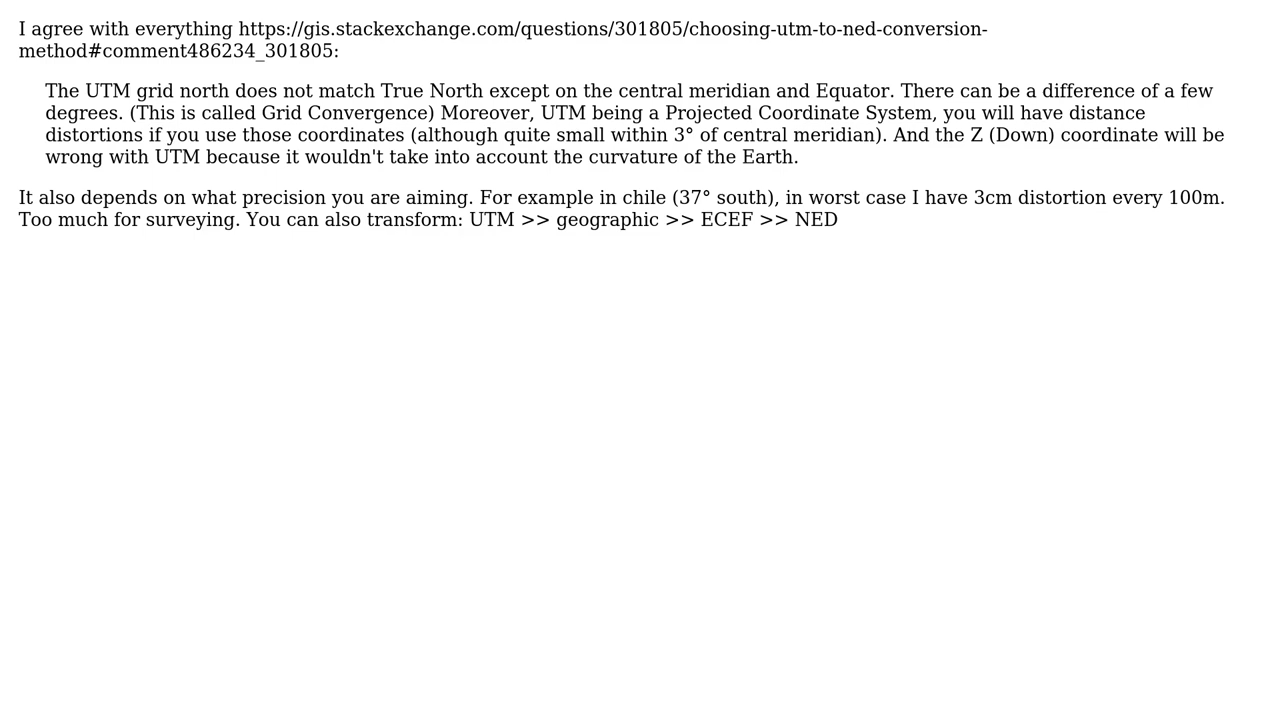 I agree with everything https://gis.stackexchange.com/questions/301805/choosing-utm-to-ned-conversion-
method#comment486234_301805:
The UTM grid north does not match True North except on the central meridian and Equator. There can be a difference of a few
degrees. (This is called Grid Convergence) Moreover, UTM being a Projected Coordinate System, you will have distance
distortions if you use those coordinates (although quite small within 3° of central meridian). And the Z (Down) coordinate will be
wrong with UTM because it wouldn't take into account the curvature of the Earth.
It also depends on what precision you are aiming. For example in chile (37° south), in worst case I have 3cm distortion every 100m.
Too much for surveying. You can also transform: UTM >> geographic >> ECEF >> NED